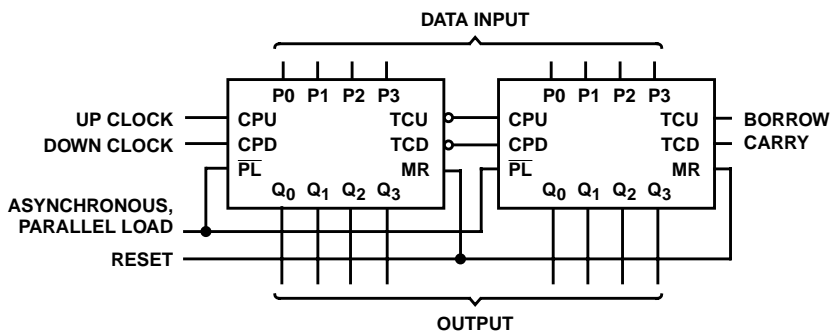 DATA INPUT
P0 P1 P2 P3 P0 P1 P2 P3
UP CLOCK CPU TCU CPU TCU BORROW
DOWN CLOCK CPD TCD CPD TCD CARRY
PL MR PL MR
Q0 Q1 Q2 Q3 Q0 Q1 Q2 Q3
ASYNCHRONOUS,
PARALLEL LOAD
RESET
OUTPUT